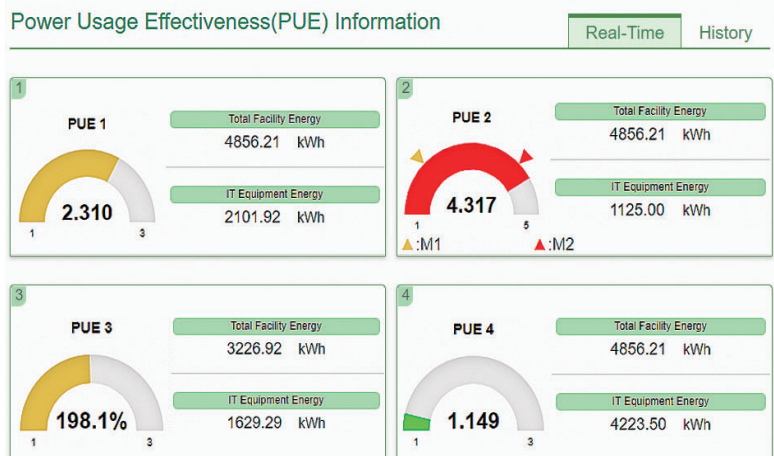 Power Usage Effectiveness(PUE) Information
Real-Time
History
1
PUE 1
Total Facility Energy
4856.21 kWh
IT Equipment Energy
2101.92 kWh
2.310
1
3
2
PUE 2
Total Facility Energy
4856.21 kWh
IT Equipment Energy
1125.00 kWh
4.317
1
5
:M1
:M2
3
PUE 3
Total Facility Energy
3226.92 kWh
IT Equipment Energy
1629.29 kWh
198.1%
1
3
4
PUE 4
Total Facility Energy
4856.21 kWh
IT Equipment Energy
4223.50 kWh
1.149
1
3